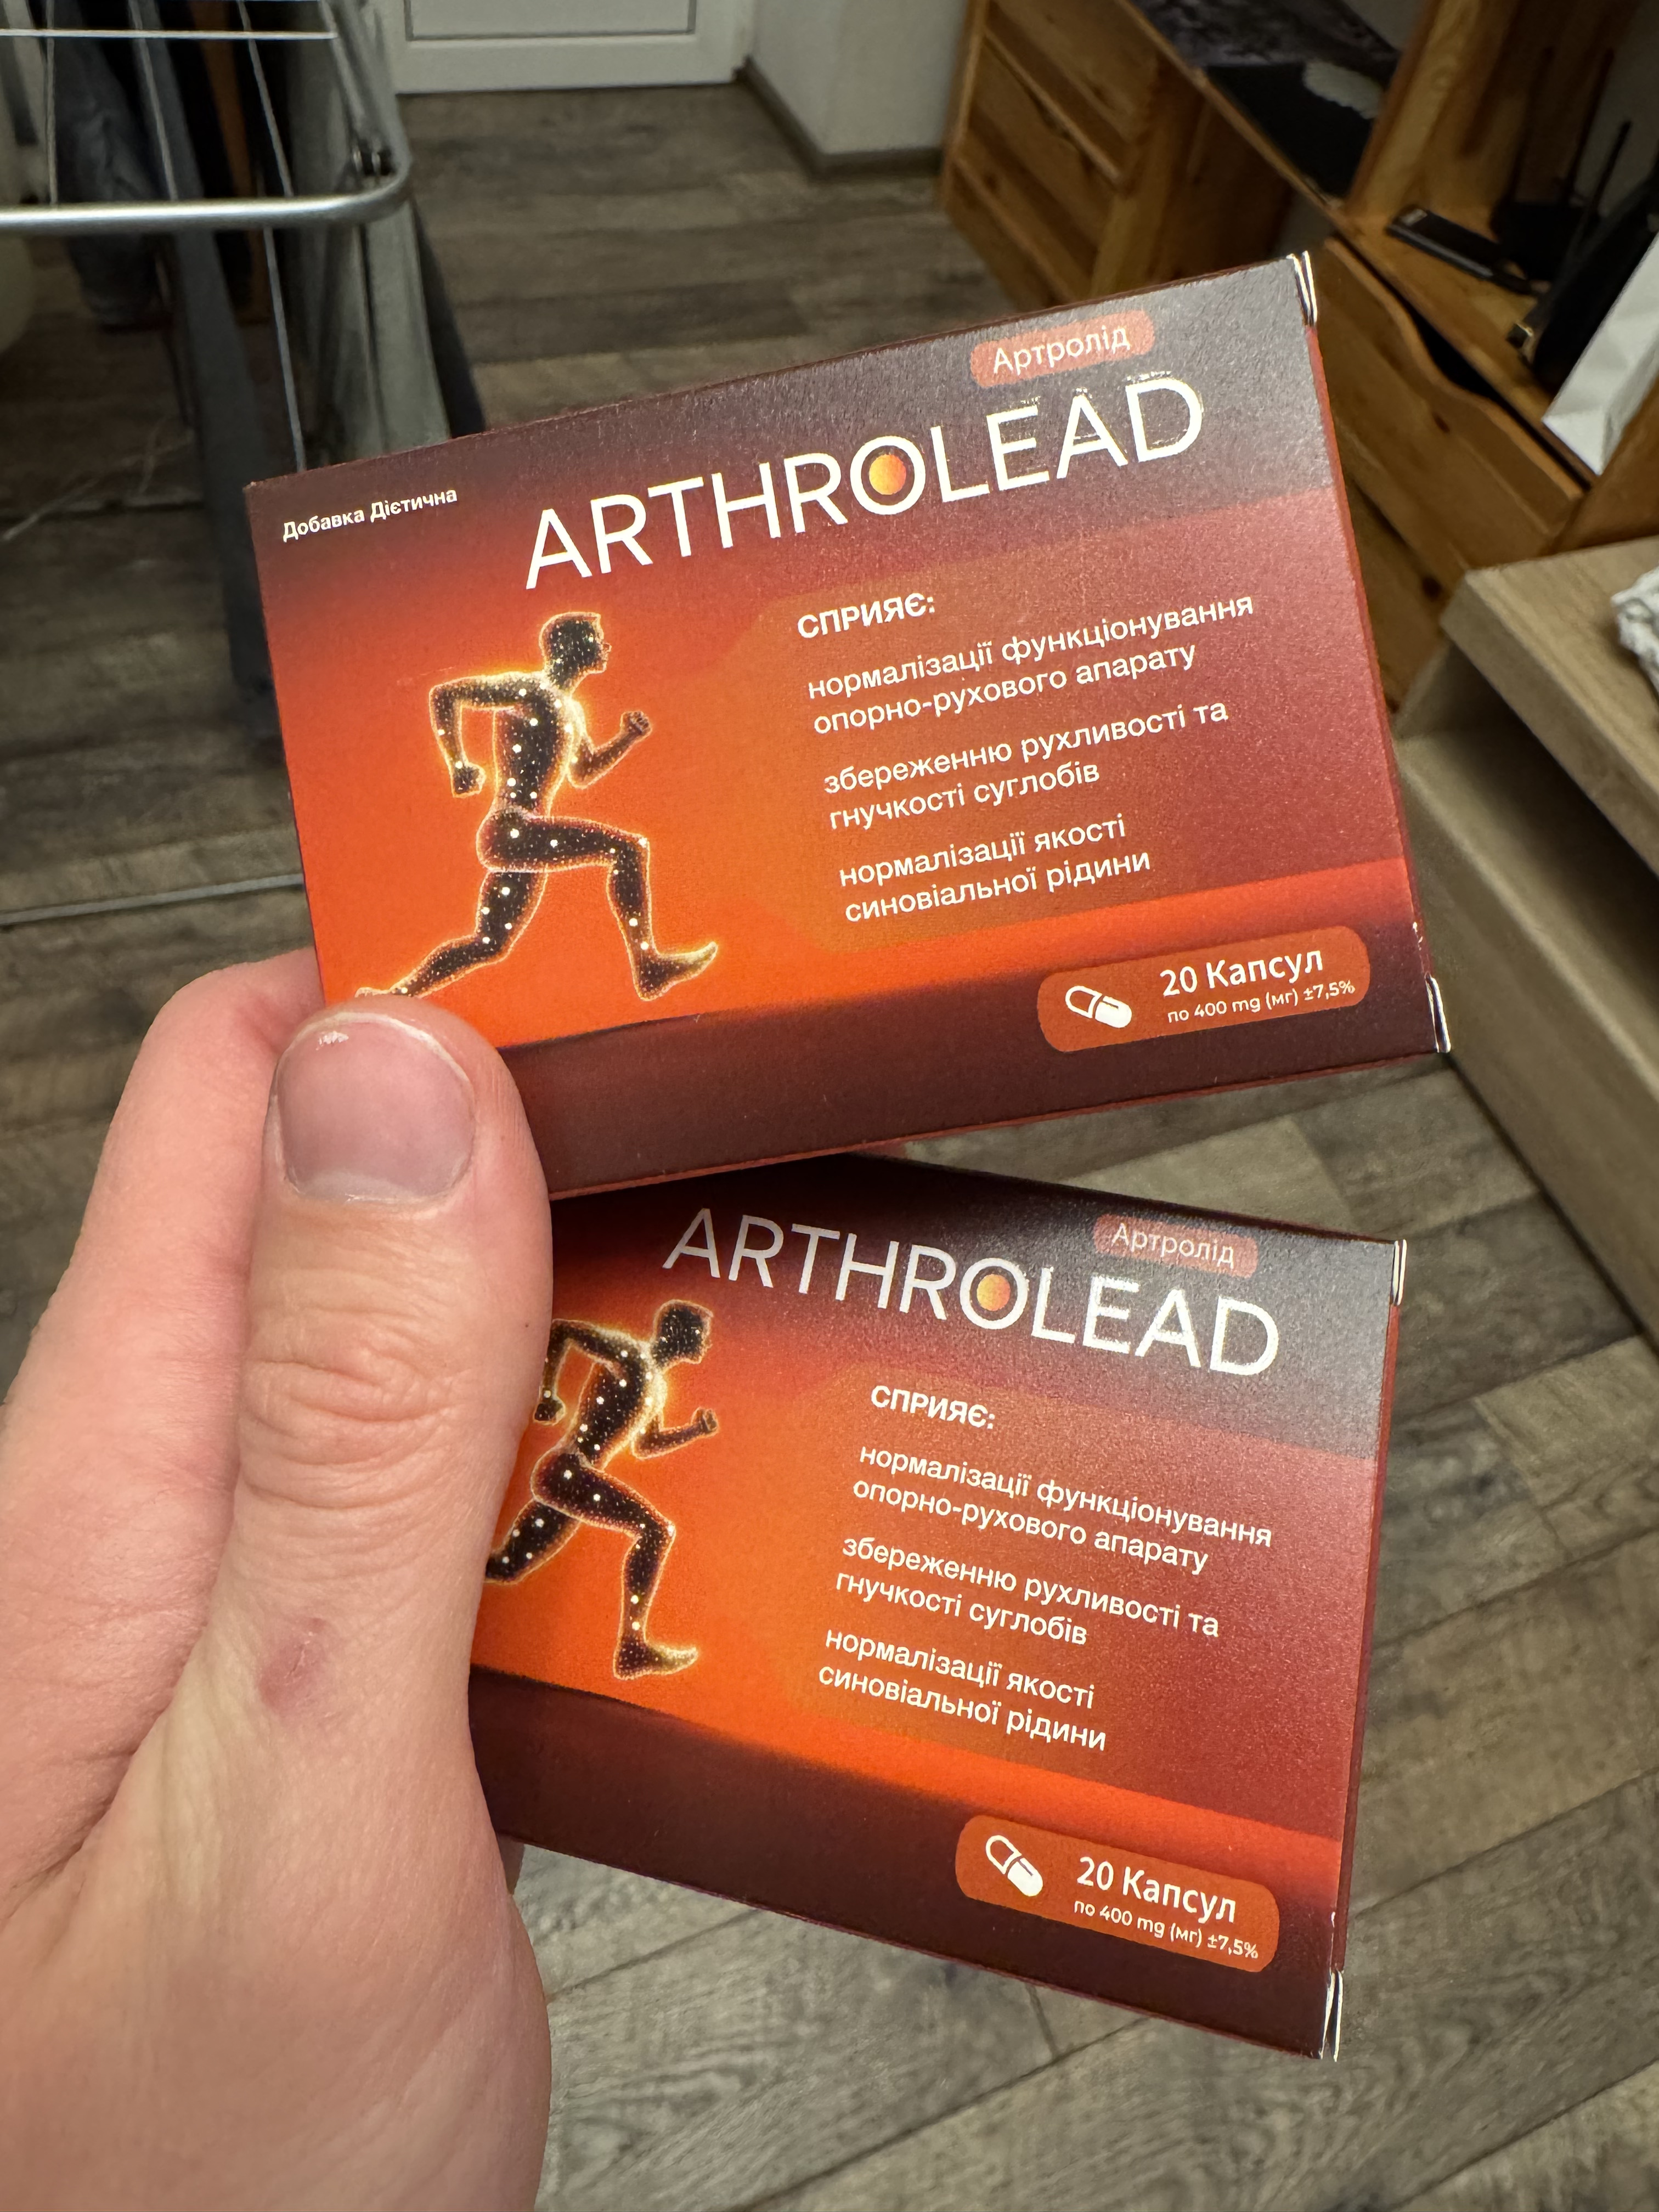 Артролід
ARTHROLEAD
Добавка Дієтична
СПРИЯЄ:
нормалізації функціонування
опорно-рухового апарату
збереженню рухливості та
гнучкості суглобів
нормалізації якості
синовіальної рідини
20 Капсул
по 400 mg (мг) ±7,5%
Артролід
ARTHROLEAD
СПРИЯЄ:
нормалізації функціонування
опорно-рухового апарату
збереженню рухливості та
гнучкості суглобів
нормалізації якості
синовіальної рідини
20 Капсул
по 400 mg (мг) ±7,5%